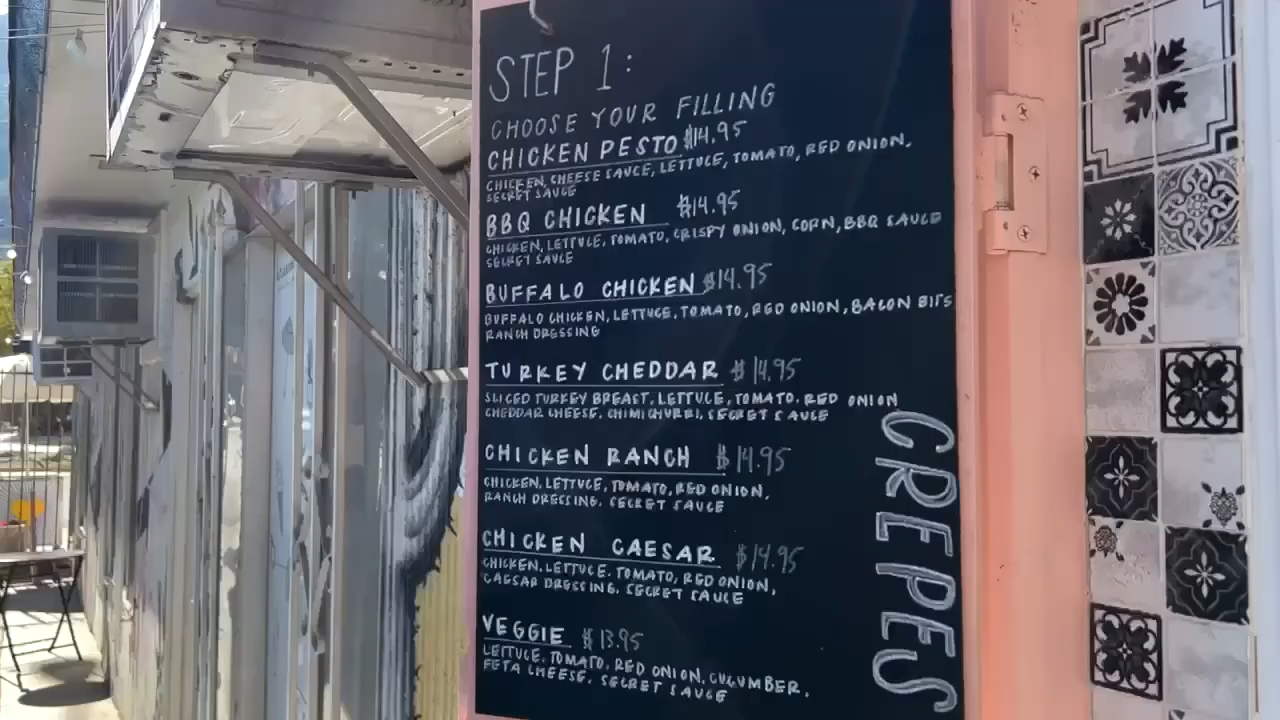 STEP 1:
CHOOSE YOUR FILLING
CHICKEN PESTO $14.95
CHICKEN, CHEESE SAUCE, LETTUCE, TOMATO, RED ONION,
SECRET SAUCE
BBQ CHICKEN $14.95
CHICKEN, LETTUCE, TOMATO, CRISPY ONION, CORN, BBQ SAUCE
SECRET SAUCE
BUFFALO CHICKEN $14.95
BUFFALO CHICKEN, LETTUCE, TOMATO, RED ONION, BACON BITS
RANCH DRESSING
TURKEY CHEDDAR $14.95
SLICED TURKEY BREAST, LETTUCE, TOMATO, RED ONION
CHEDDAR CHEESE, CHIMICHURRI, SECRET SAUCE
CHICKEN RANCH $14.95
CHICKEN, LETTUCE, TOMATO, RED ONION,
RANCH DRESSING, SECRET SAUCE
CHICKEN CAESAR $14.95
CHICKEN, LETTUCE, TOMATO, RED ONION,
CAESAR DRESSING, SECRET SAUCE
VEGGIE $13.95
LETTUCE, TOMATO, RED ONION, CUCUMBER,
FETA CHEESE, SECRET SAUCE
CREPES